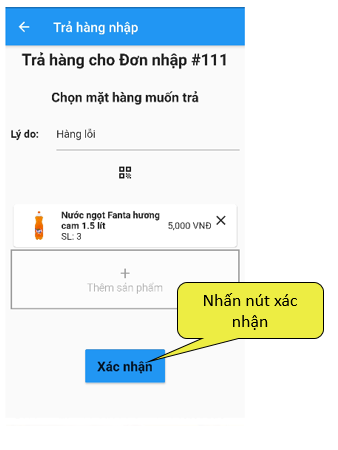 Trả hàng nhập
Trả hàng cho Đơn nhập #111
Chọn mặt hàng muốn trả
Lý do: Hàng lỗi
Nước ngọt Fanta hương
cam 1.5 lít
5,000 VNĐ
SL: 3
Thêm sản phẩm
Nhấn nút xác
nhận
Xác nhận